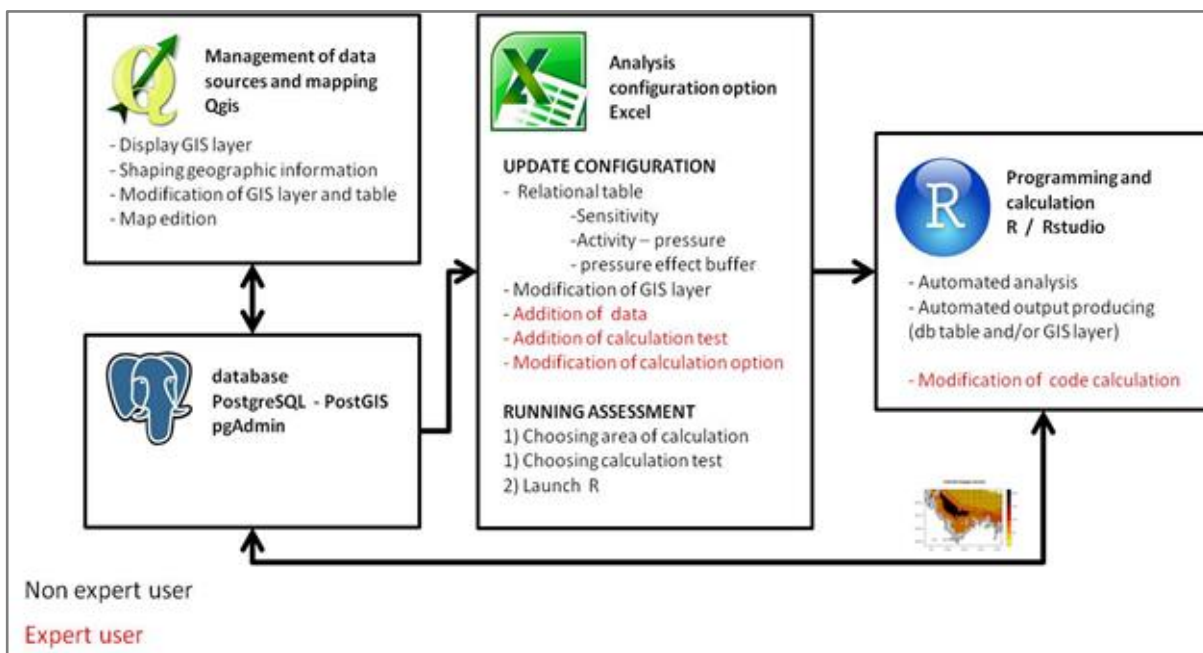 Management of data
sources and mapping
Qgis
- Display GIS layer
- Shaping geographic information
- Modification of GIS layer and table
- Map edition
database
PostgreSQL - PostGIS
pgAdmin
Analysis
configuration option
Excel
UPDATE CONFIGURATION
- Relational table
-Sensitivity
-Activity – pressure
- pressure effect buffer
- Modification of GIS layer
- Addition of data
- Addition of calculation test
- Modification of calculation option
RUNNING ASSESSMENT
1) Choosing area of calculation
1) Choosing calculation test
2) Launch R
R
Programming and
calculation
R / Rstudio
- Automated analysis
- Automated output producing
(db table and/or GIS layer)
- Modification of code calculation
Non expert user
Expert user